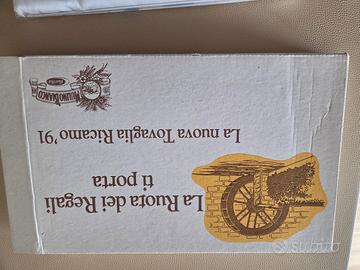 La Ruota dei Regali
ti porta
La nuova Tovaglia Ricamo '91
MULINO BIANCO
subito